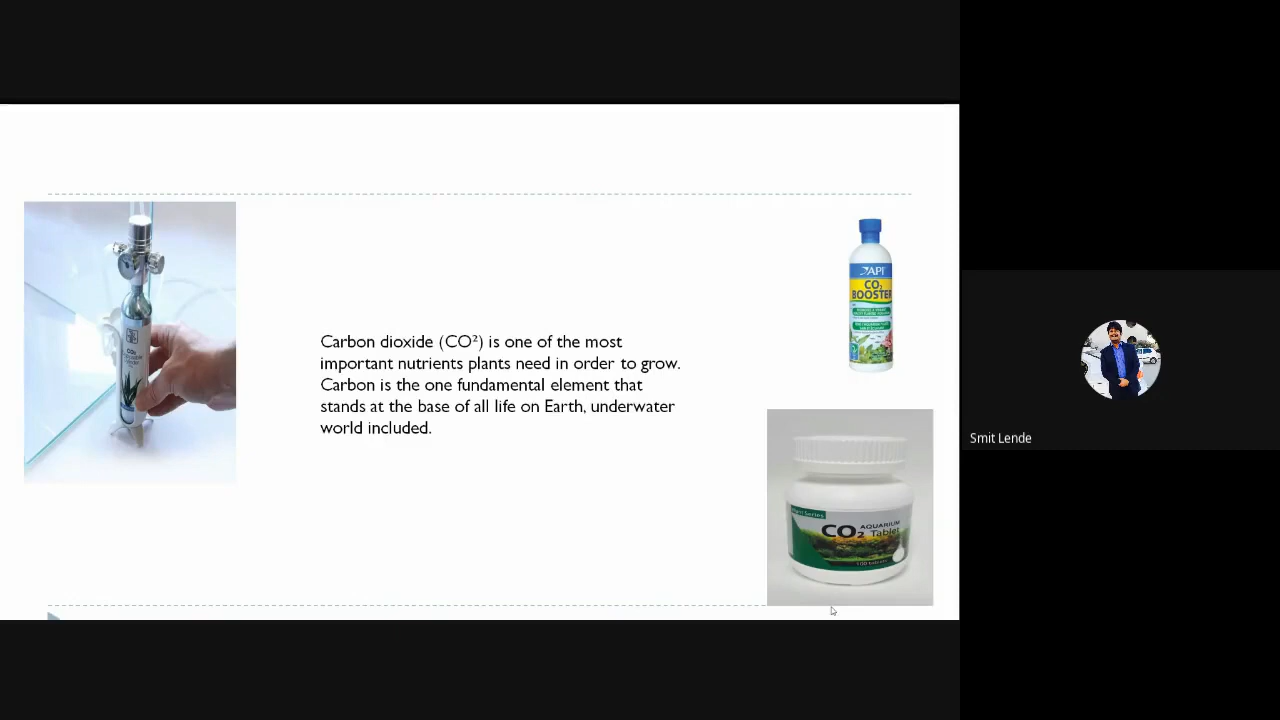 Carbon dioxide (CO²) is one of the most
important nutrients plants need in order to grow.
Carbon is the one fundamental element that
stands at the base of all life on Earth, underwater
world included.
API
CO₂
BOOSTER
CO₂ AQUARIUM
Tablet
CO₂
Smit Lende